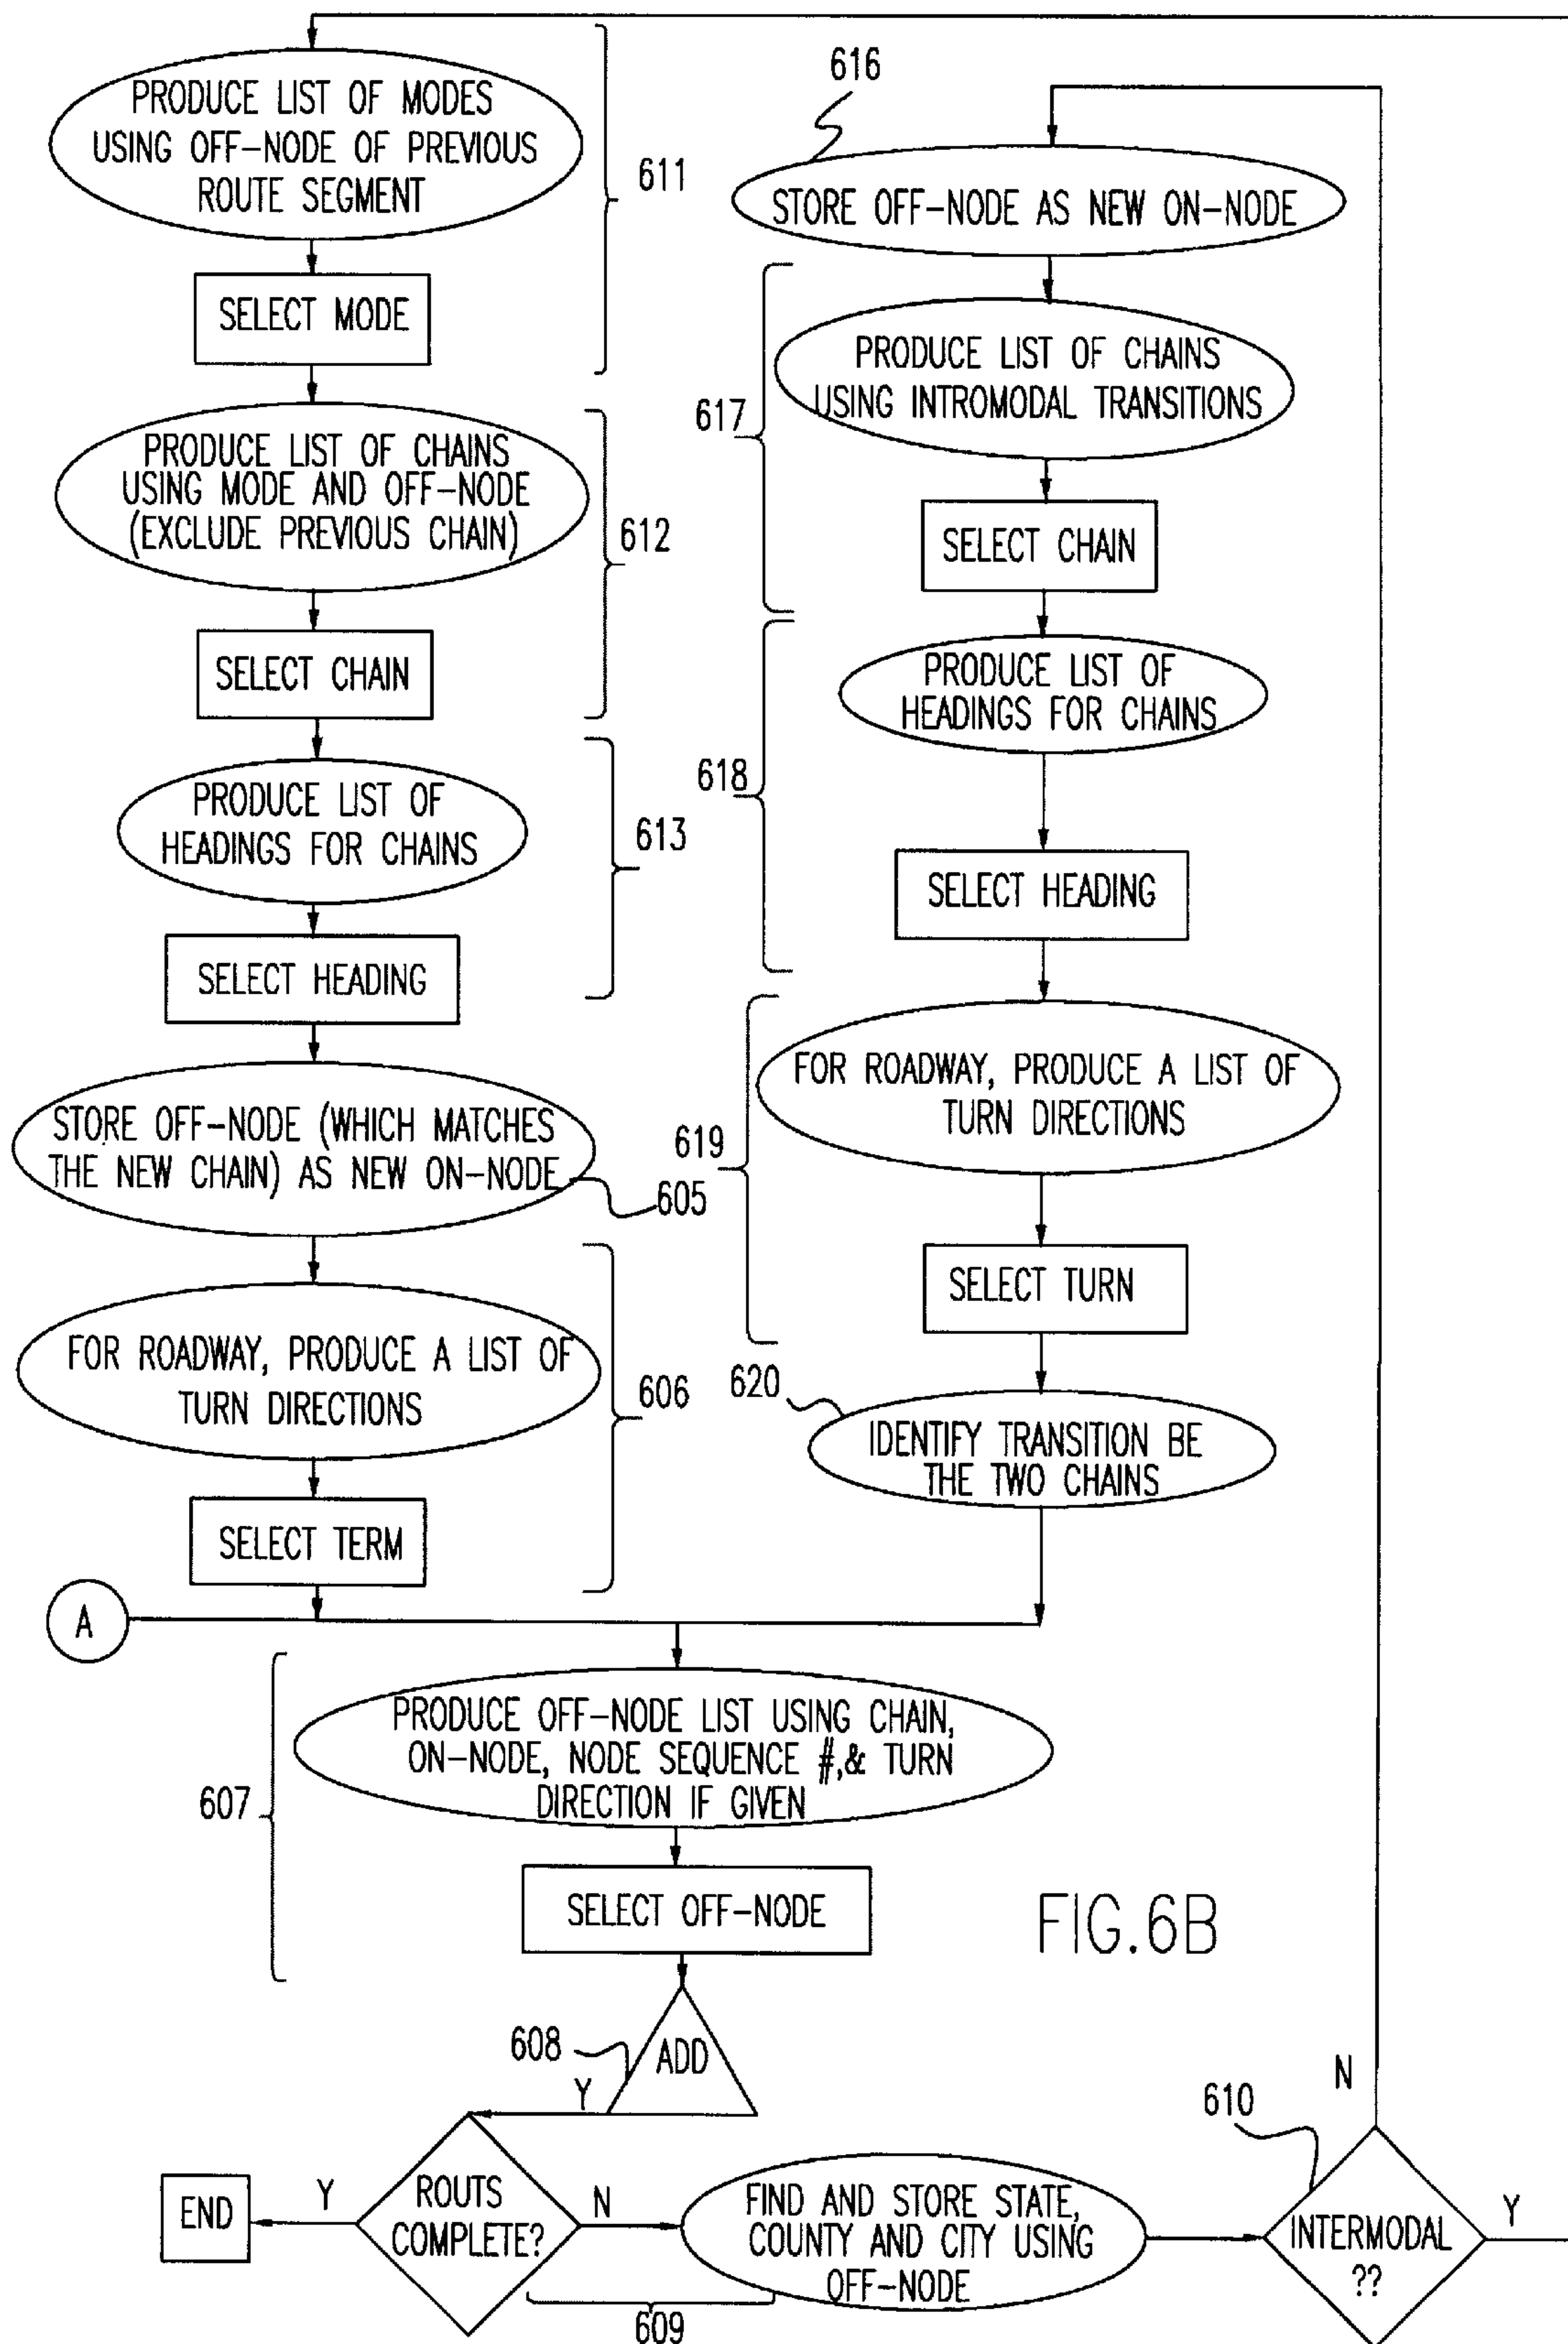 PRODUCE LIST OF MODES
USING OFF-NODE OF PREVIOUS
ROUTE SEGMENT
611
SELECT MODE
PRODUCE LIST OF CHAINS
USING MODE AND OFF-NODE
(EXCLUDE PREVIOUS CHAIN)
612
SELECT CHAIN
PRODUCE LIST OF
HEADINGS FOR CHAINS
613
SELECT HEADING
STORE OFF-NODE (WHICH MATCHES
THE NEW CHAIN) AS NEW ON-NODE
605
FOR ROADWAY, PRODUCE A LIST OF
TURN DIRECTIONS
606
SELECT TERM
A
616
STORE OFF-NODE AS NEW ON-NODE
PRODUCE LIST OF CHAINS
USING INTROMODAL TRANSITIONS
617
SELECT CHAIN
PRODUCE LIST OF
HEADINGS FOR CHAINS
618
SELECT HEADING
FOR ROADWAY, PRODUCE A LIST OF
TURN DIRECTIONS
619
SELECT TURN
620
IDENTIFY TRANSITION BE
THE TWO CHAINS
PRODUCE OFF-NODE LIST USING CHAIN,
ON-NODE, NODE SEQUENCE #,& TURN
DIRECTION IF GIVEN
607
SELECT OFF-NODE
FIG.6B
608
ADD
Y
ROUTS
COMPLETE?
Y
END
N
FIND AND STORE STATE,
COUNTY AND CITY USING
OFF-NODE
609
610
INTERMODAL
??
N
Y